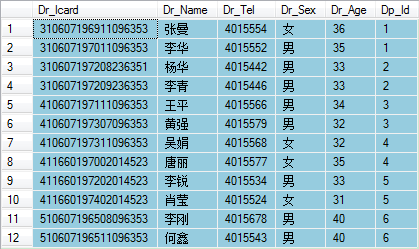 Dr_Icard Dr_Name Dr_Tel Dr_Sex Dr_Age Dp_Id
1 310607196911096353 张曼 4015554 女 36 1
2 310607197011096353 李华 4015552 男 35 1
3 310607197208236351 杨华 4015442 男 33 2
4 310607197209236353 李青 4015446 男 33 2
5 410607197111096353 王平 4015566 男 34 3
6 410607197307096353 黄强 4015579 男 32 3
7 410607197311096353 吴娟 4015568 女 32 4
8 411660197002014523 唐丽 4015577 女 35 4
9 411660197202014523 李锐 4015534 男 33 5
10 411660197402014523 肖莹 4015524 女 31 5
11 510607196508096353 李刚 4015678 男 40 6
12 510607196511096353 何鑫 4015543 男 40 6